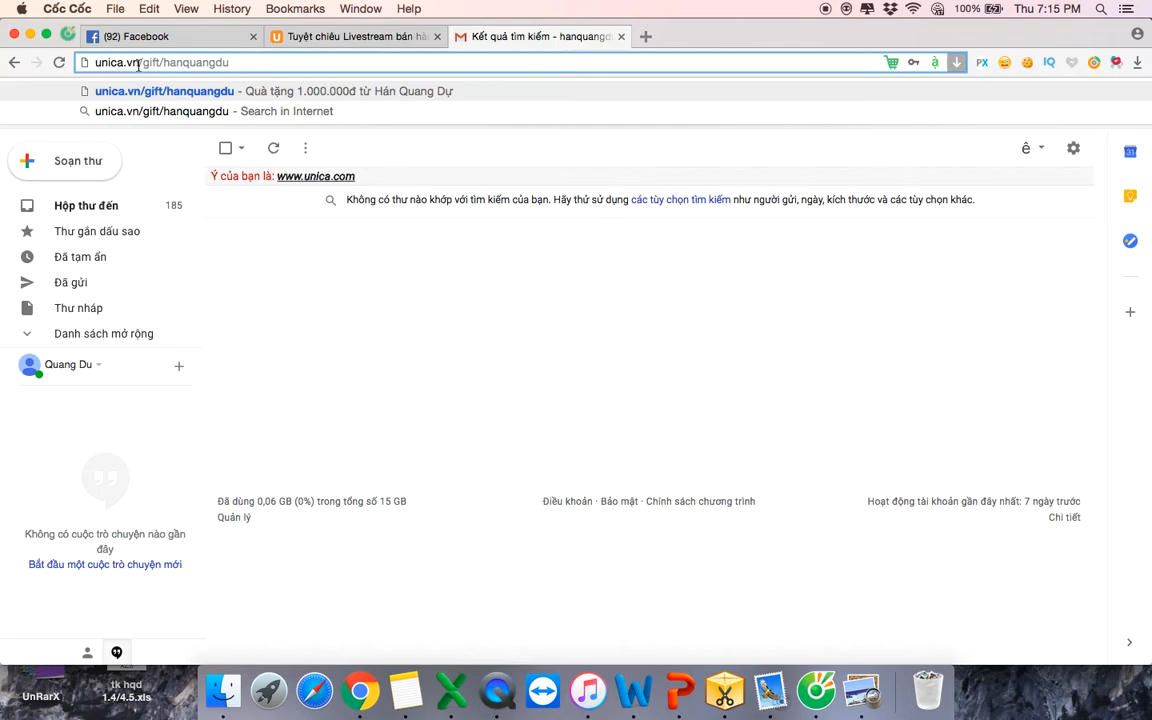 Cốc Cốc File Edit View History Bookmarks Window Help 100% Thu 7:15 PM
(92) Facebook Tuyệt chiêu Livestream bán hà Kết quả tìm kiếm - hanquangd
unica.vn/gift/hanquangdu
unica.vn/gift/hanquangdu - Quà tặng 1.000.000đ từ Hán Quang Dự
unica.vn/gift/hanquangdu - Search in Internet
Soạn thư
Ý của bạn là: www.unica.com
Không có thư nào khớp với tìm kiếm của bạn. Hãy thử sử dụng các tùy chọn tìm kiếm như người gửi, ngày, kích thước và các tùy chọn khác.
Hộp thư đến 185
Thư gắn dấu sao
Đã tạm ẩn
Đã gửi
Thư nháp
Danh sách mở rộng
Quang Du
Không có cuộc trò chuyện nào gần
đây
Bắt đầu một cuộc trò chuyện mới
Đã dùng 0,06 GB (0%) trong tổng số 15 GB
Quản lý
Điều khoản · Bảo mật · Chính sách chương trình
Hoạt động tài khoản gần đây nhất: 7 ngày trước
Chi tiết
UnRarX
tk hqd
1.4/4.5.xls